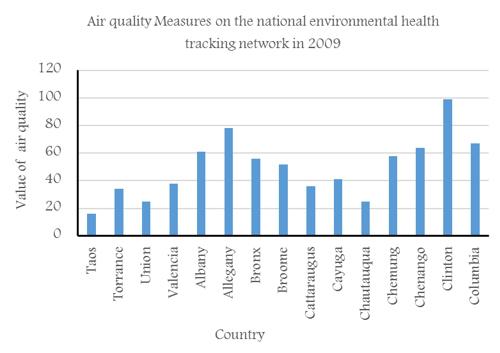 Air quality Measures on the national environmental health
tracking network in 2009
Value of air quality
120
100
80
60
40
20
0
Taos
Torrance
Union
Valencia
Albany
Allegany
Bronx
Broome
Cattaraugus
Cayuga
Chautauqua
Chemung
Chenango
Clinton
Columbia
Country